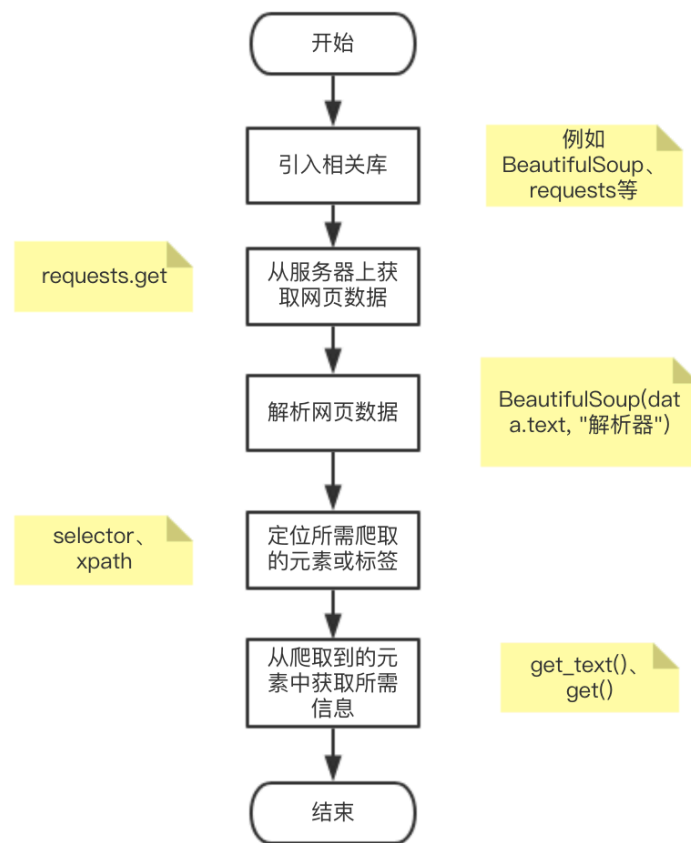 开始
引入相关库
例如
BeautifulSoup、
requests等
requests.get
从服务器上获
取网页数据
解析网页数据
BeautifulSoup(dat
a.text, "解析器")
selector、
xpath
定位所需爬取
的元素或标签
从爬取到的元
素中获取所需
信息
get_text()、
get()
结束